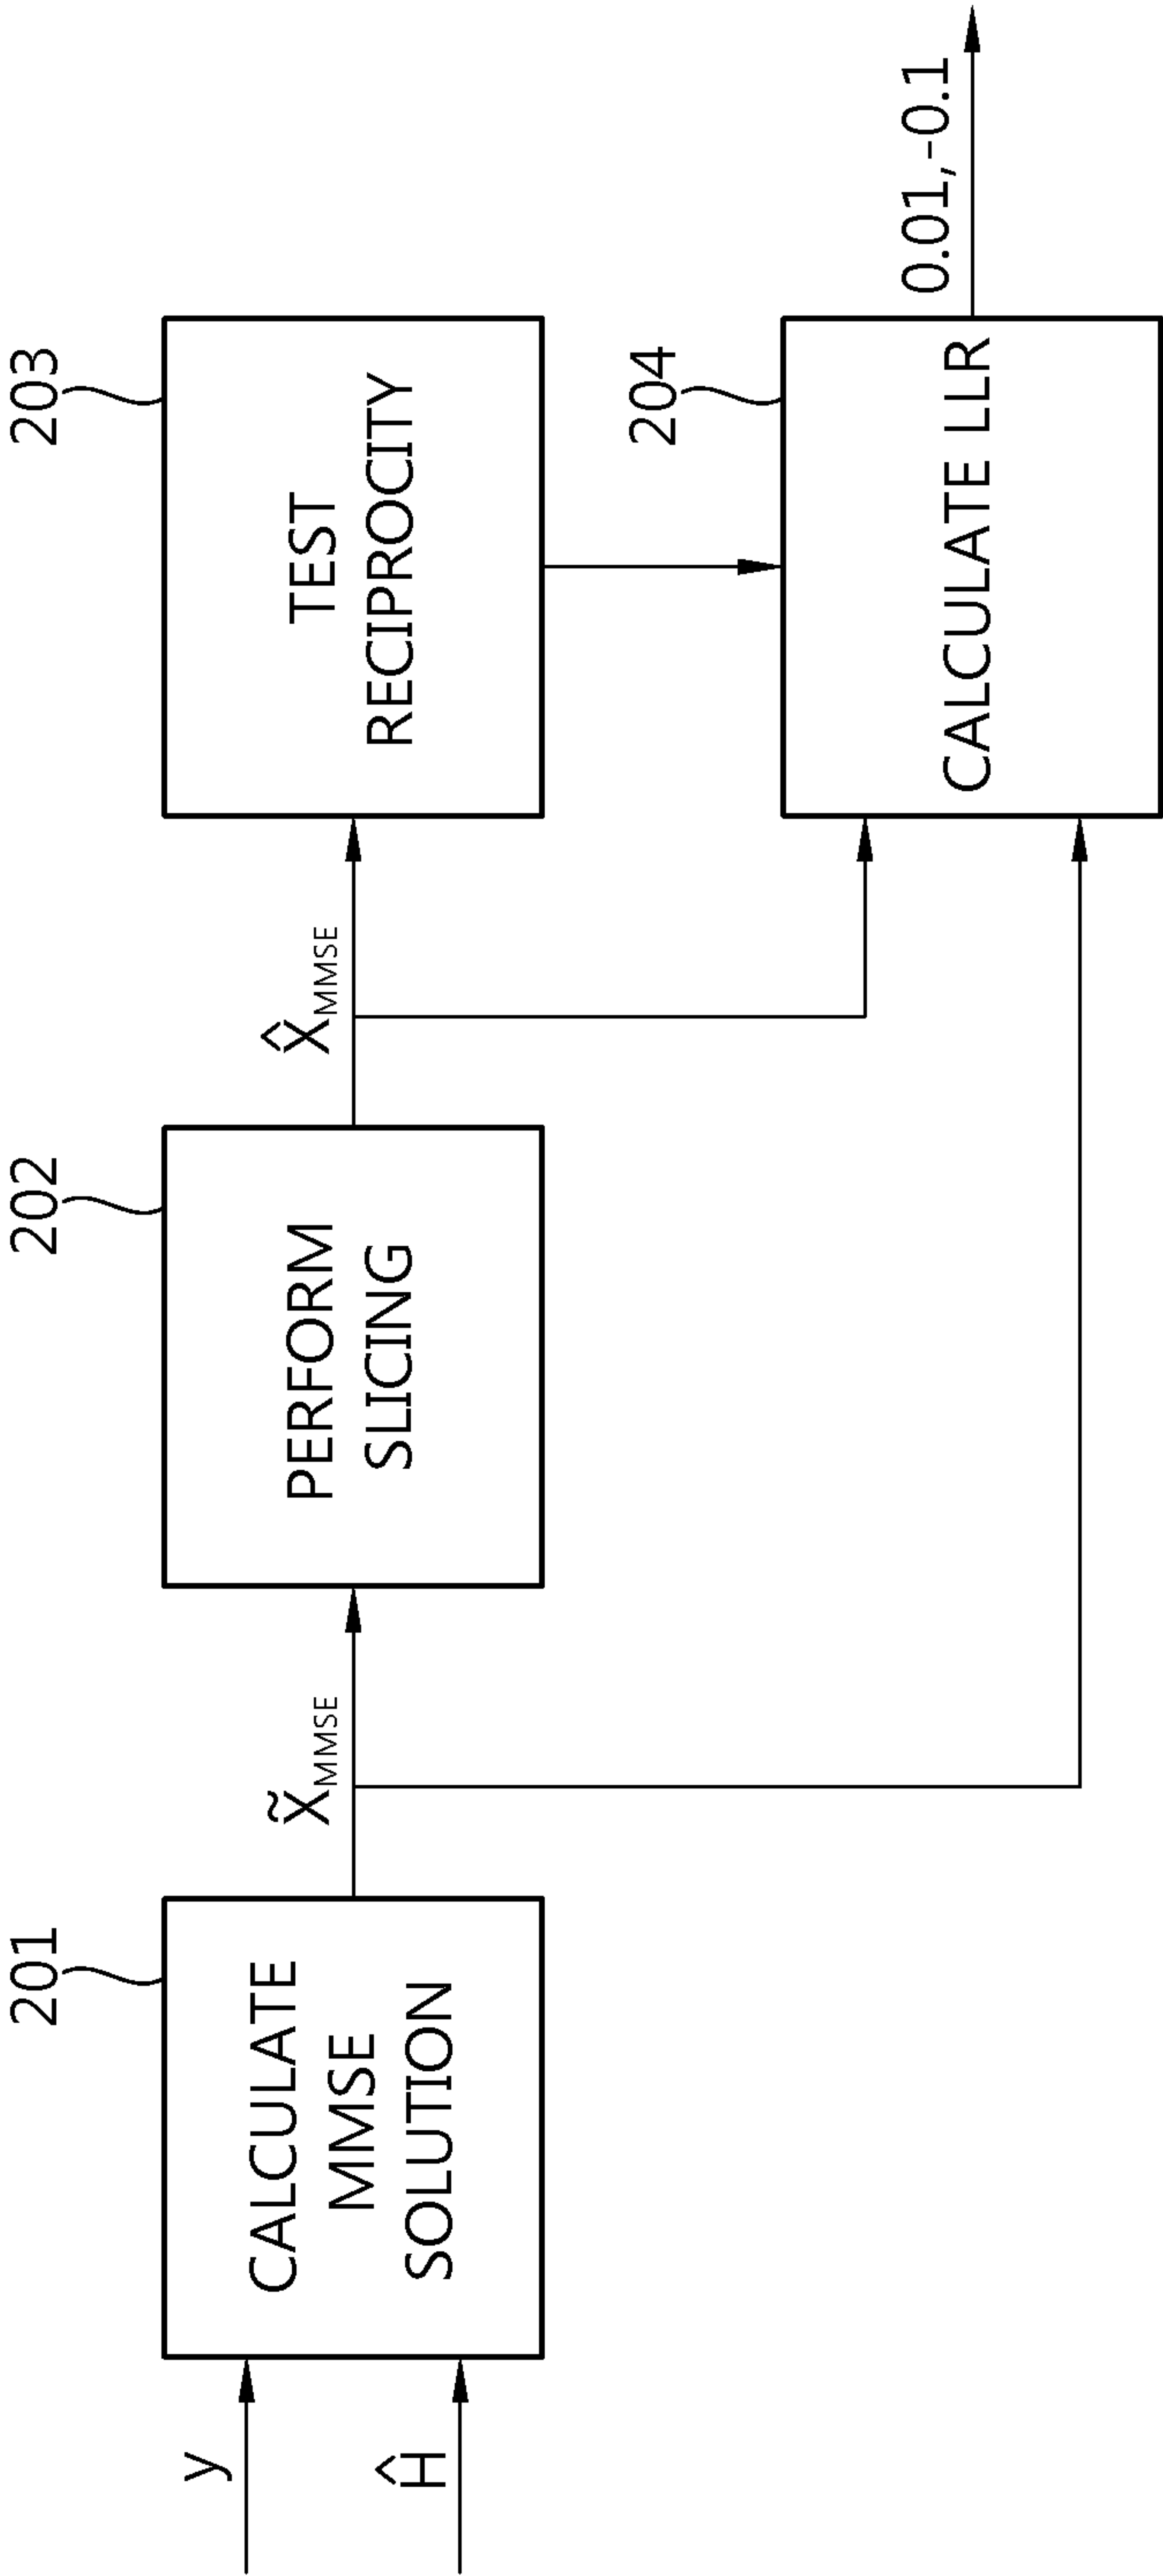 y
Ĥ
201
CALCULATE
MMSE
SOLUTION
X̃MMSE
202
PERFORM
SLICING
X̂MMSE
203
TEST
RECIPROCITY
204
CALCULATE LLR
0.01,-0.1